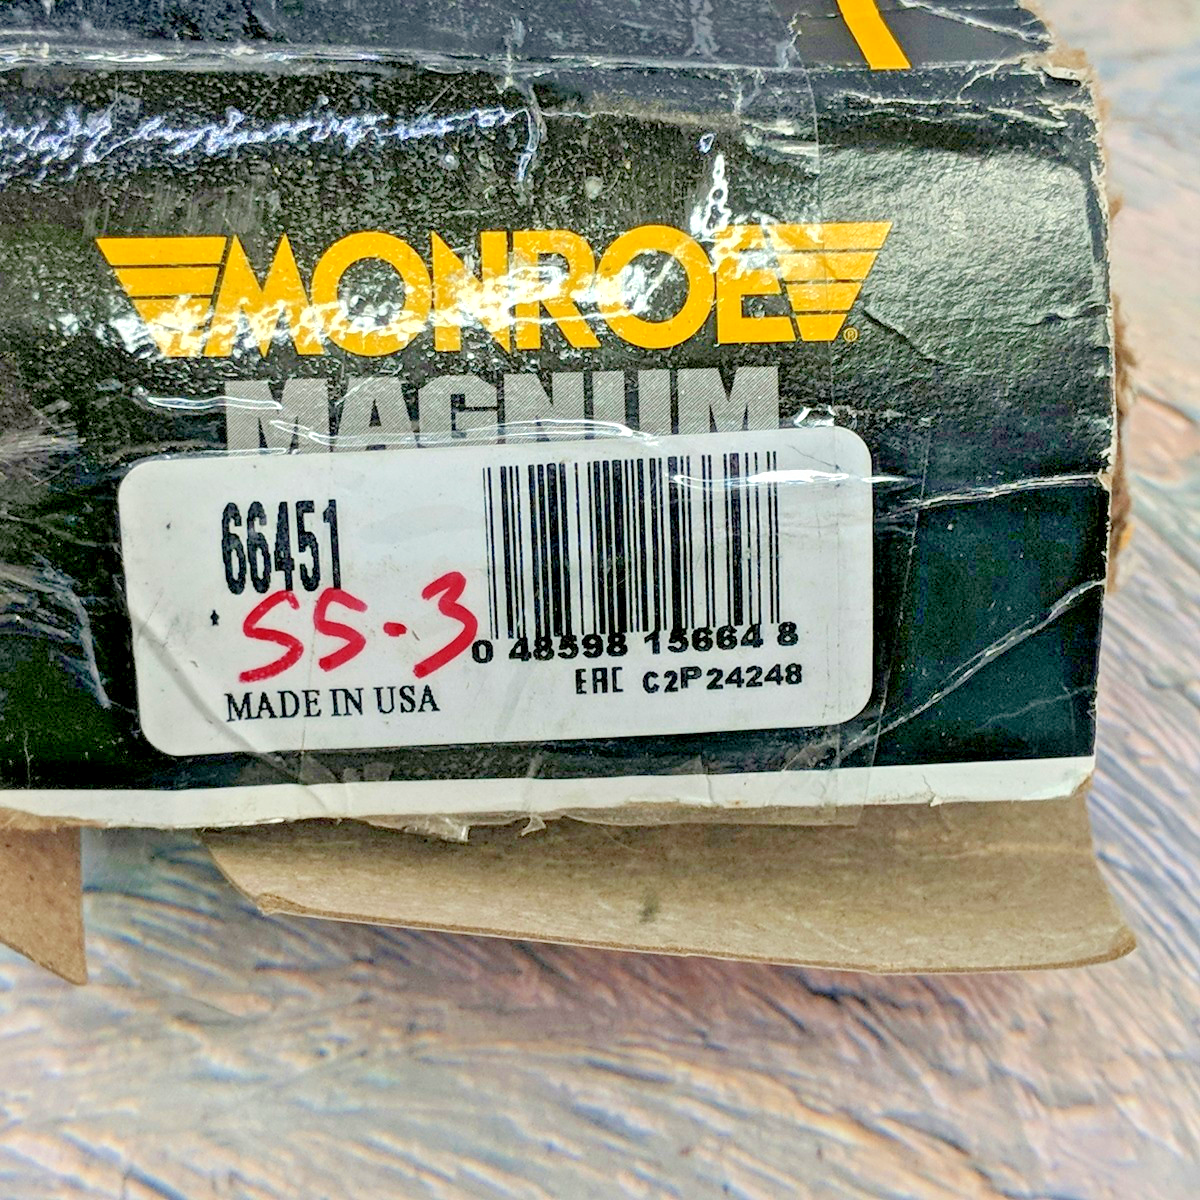 MONROE®
MAGNUM
66451
SS-3
0 48598 15664 8
EAC C2P24248
MADE IN USA